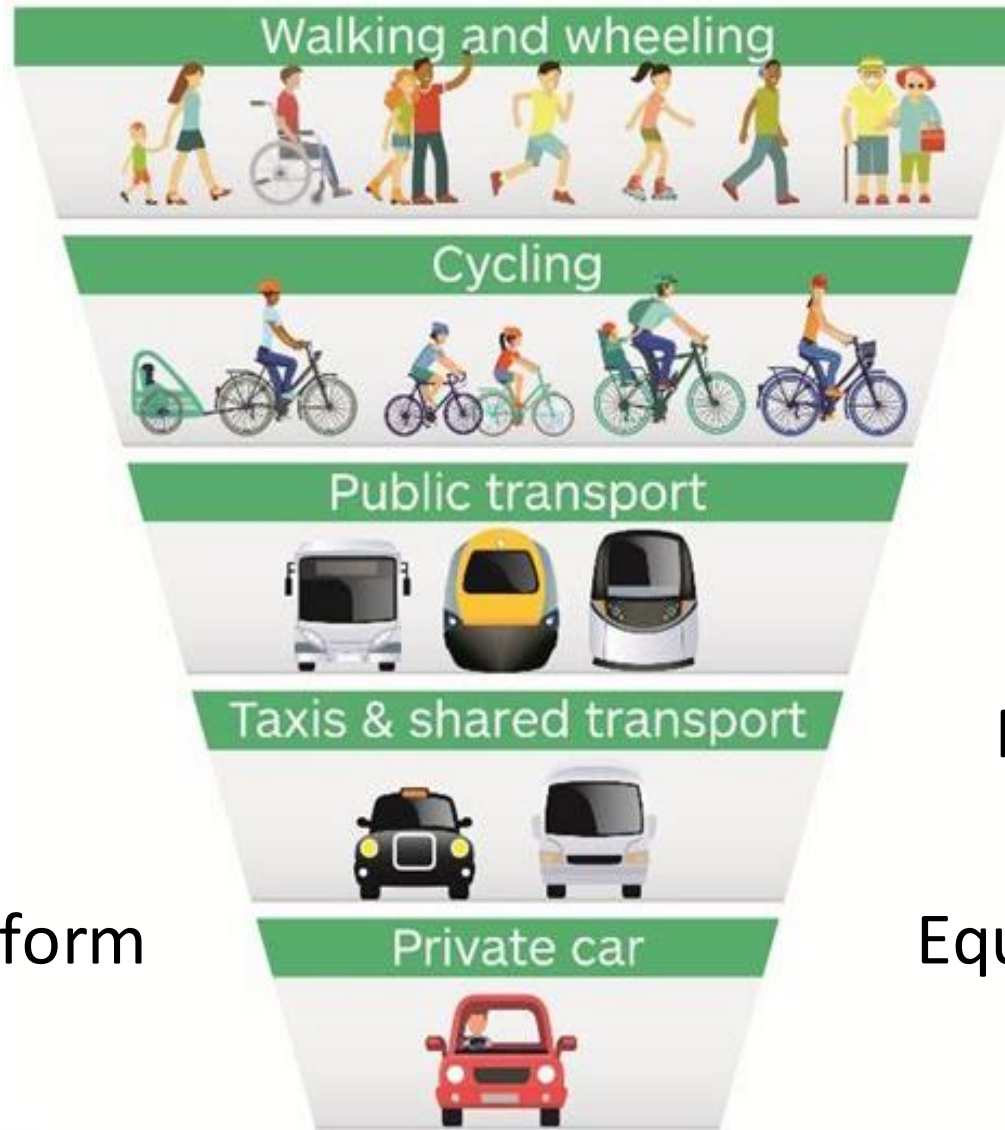 Walking and wheeling
Cycling
Public transport
Taxis & shared transport
form
Equ
Private car